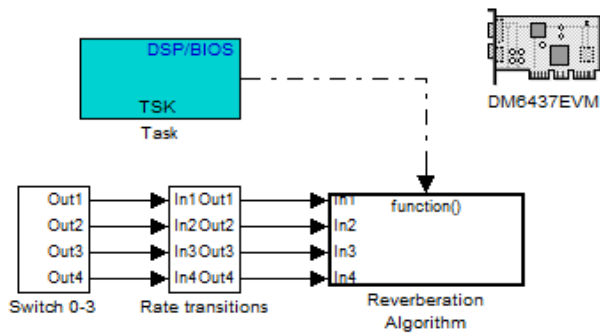 DSP/BIOS
TSK
Task
DM6437EVM
Out1 In1 Out1 In1 function()
Out2 In2 Out2 In2
Out3 In3 Out3 In3
Out4 In4 Out4 In4
Switch 0-3 Rate transitions Reverberation
Algorithm